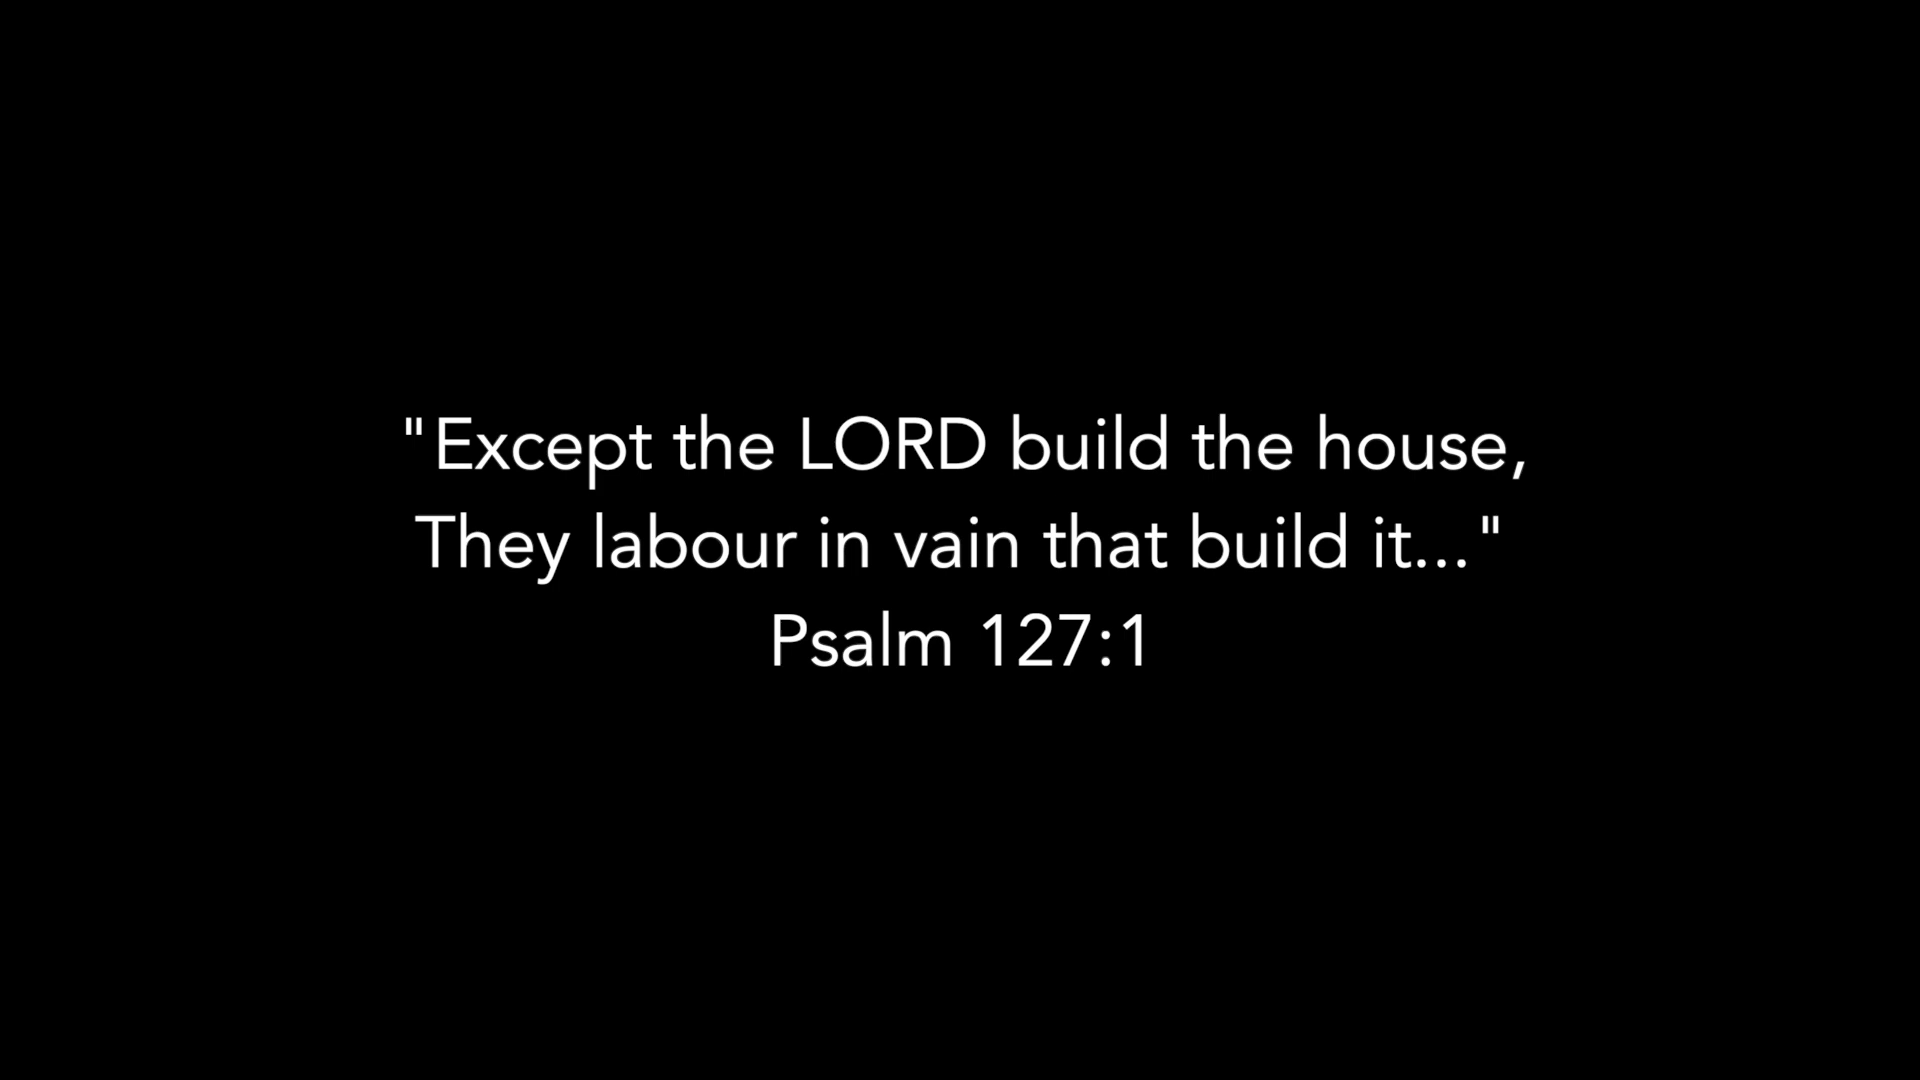 "Except the LORD build the house,
They labour in vain that build it..."
Psalm 127:1